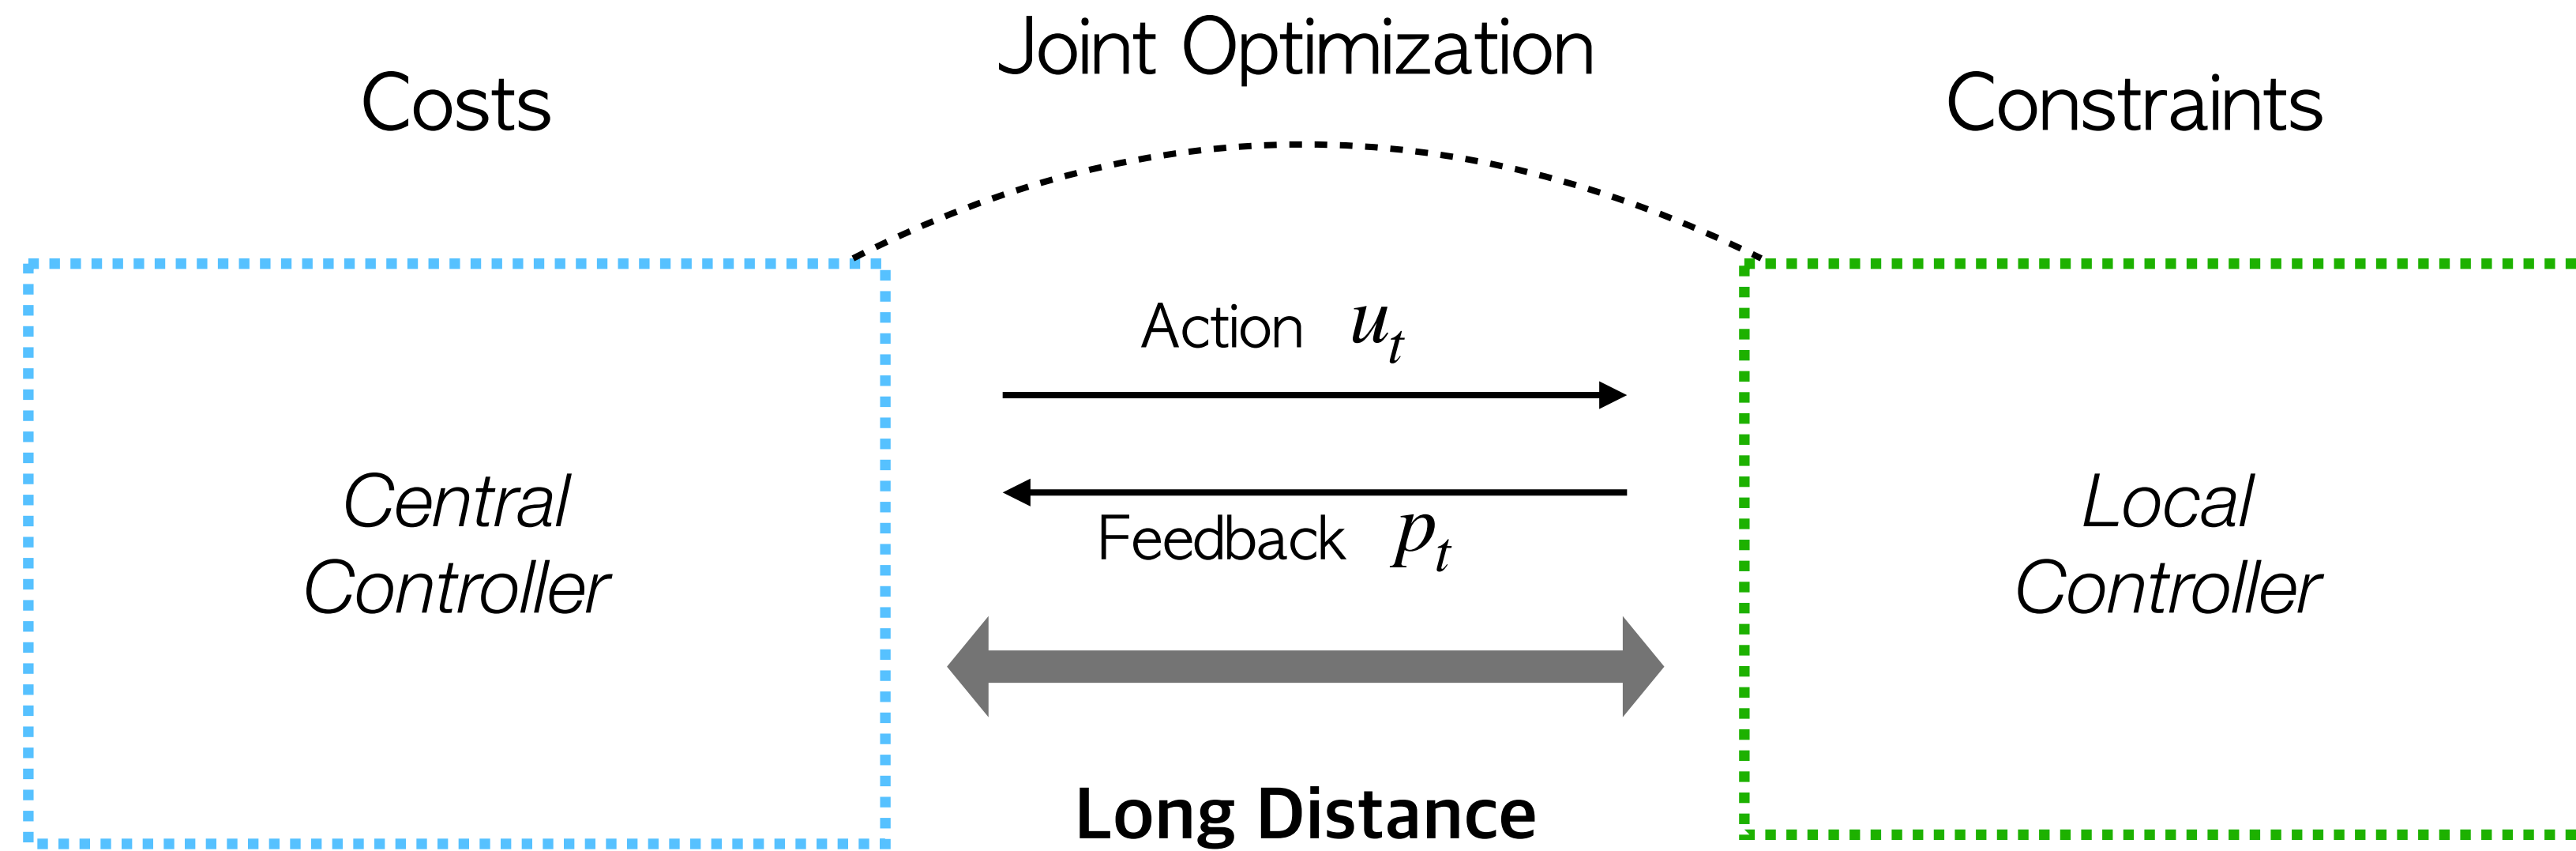 Joint Optimization
Costs
Constraints
Action u_t
Feedback p_t
Central
Controller
Local
Controller
Long Distance